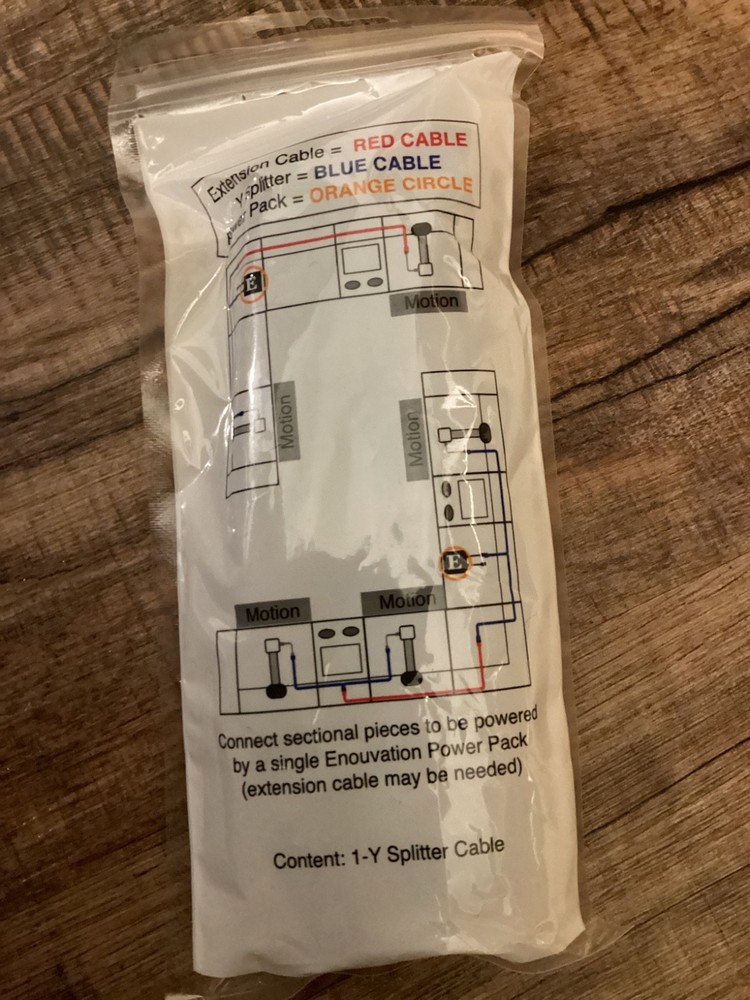 Extension Cable = RED CABLE
Y Splitter = BLUE CABLE
Power Pack = ORANGE CIRCLE
E
Motion
Motion
Motion
E
Motion
Motion
Connect sectional pieces to be powered
by a single Enouvation Power Pack
(extension cable may be needed)
Content: 1-Y Splitter Cable